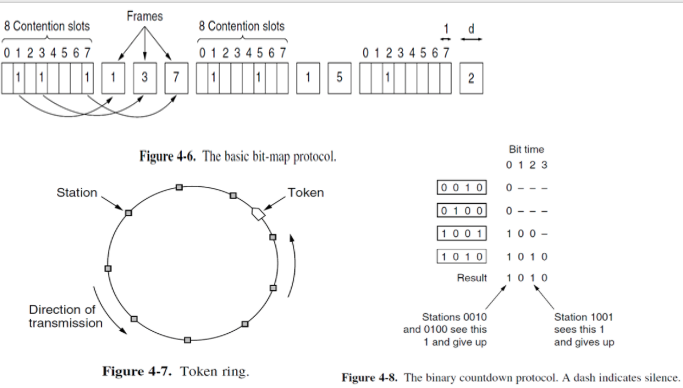 Frames
8 Contention slots
8 Contention slots
1 d
0 1 2 3 4 5 6 7
0 1 2 3 4 5 6 7
0 1 2 3 4 5 6 7
1 1 1 1 3 7 1 1 1 5 1 2
Figure 4-6. The basic bit-map protocol.
Station
Token
Direction of
transmission
Figure 4-7. Token ring.
Bit time
0 1 2 3
0 0 1 0 0 – – –
0 1 0 0 0 – – –
1 0 0 1 1 0 0 –
1 0 1 0 1 0 1 0
Result 1 0 1 0
Stations 0010
and 0100 see this
1 and give up
Station 1001
sees this 1
and gives up
Figure 4-8. The binary countdown protocol. A dash indicates silence.